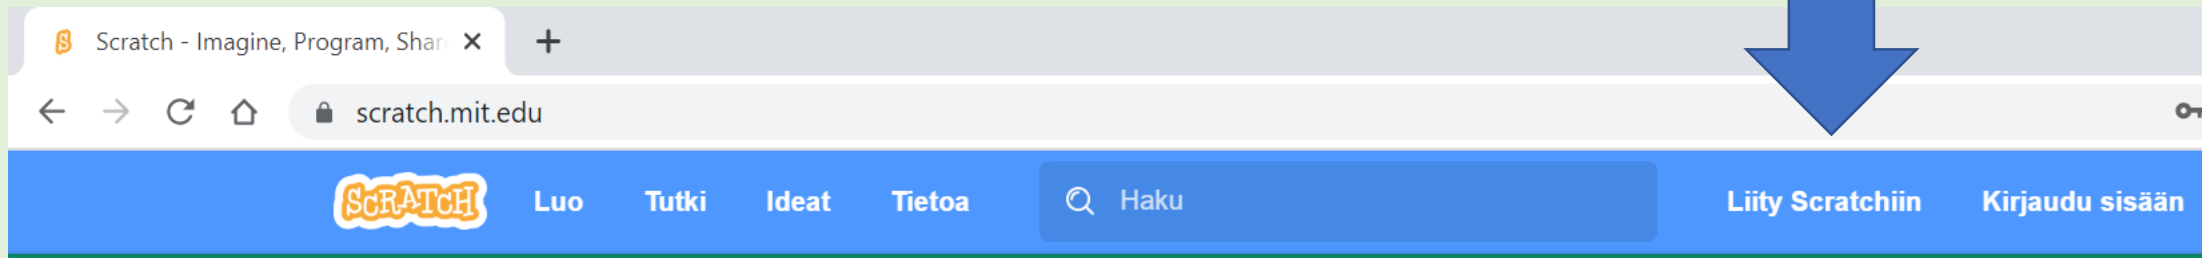 Scratch - Imagine, Program, Shar
scratch.mit.edu
SCRATCH Luo Tutki Ideat Tietoa Haku Liity Scratchiin Kirjaudu sisään